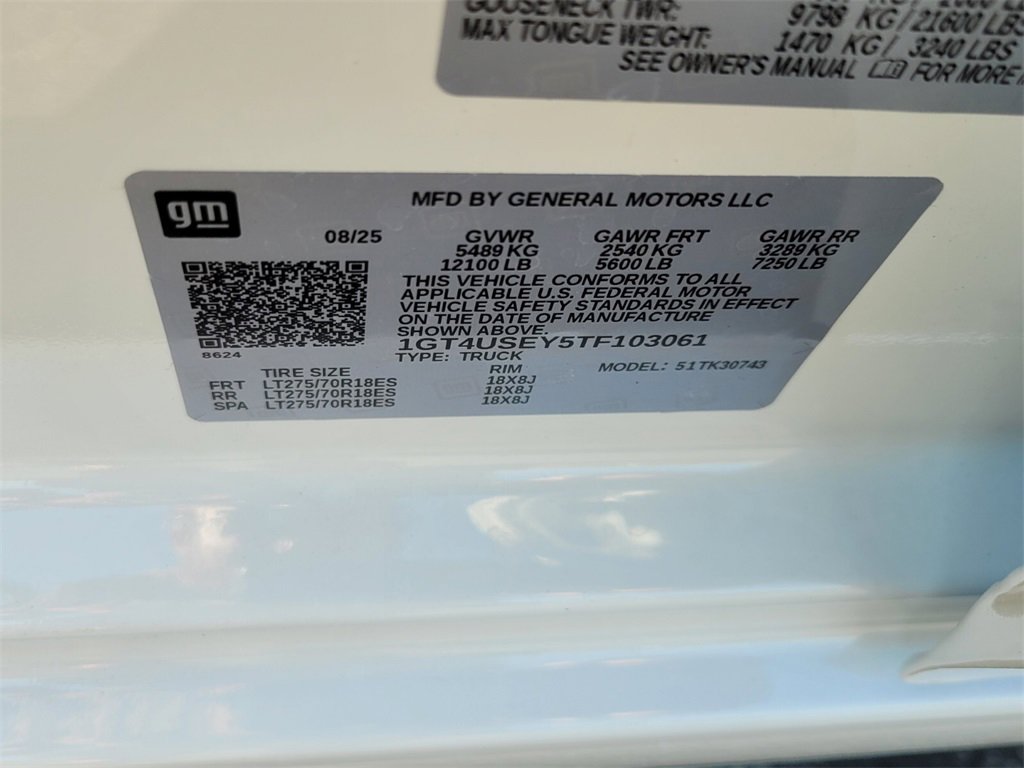 GOOSENECK TWR: 9798 KG/21600 LBS
MAX TONGUE WEIGHT: 1470 KG/ 3240 LBS
SEE OWNER'S MANUAL FOR MORE
gm
MFD BY GENERAL MOTORS LLC
08/25 GVWR GAWR FRT GAWR RR
5489 KG 2540 KG 3289 KG
12100 LB 5600 LB 7250 LB
THIS VEHICLE CONFORMS TO ALL
APPLICABLE U.S. FEDERAL MOTOR
VEHICLE SAFETY STANDARDS IN EFFECT
ON THE DATE OF MANUFACTURE
SHOWN ABOVE.
1GT4USEY5TF103061
8624 TYPE: TRUCK MODEL: 51TK30743
TIRE SIZE RIM
FRT LT275/70R18ES 18X8J
RR LT275/70R18ES 18X8J
SPA LT275/70R18ES 18X8J